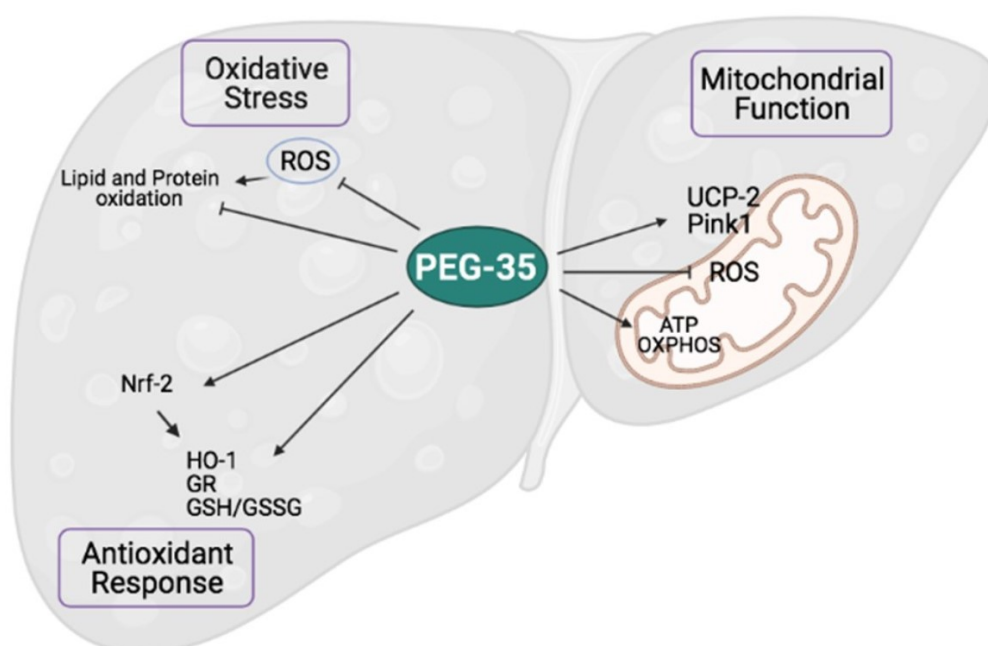 Oxidative
Stress
ROS
Lipid and Protein
oxidation
PEG-35
Nrf-2
HO-1
GR
GSH/GSSG
Antioxidant
Response
Mitochondrial
Function
UCP-2
Pink1
ROS
ATP
OXPHOS